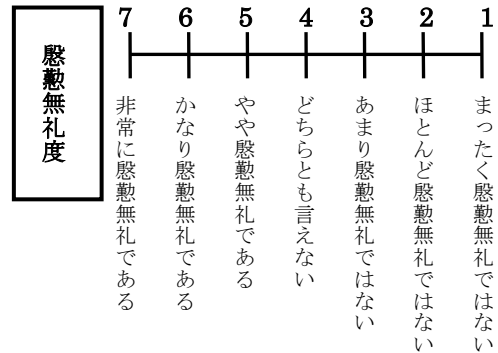 慇懃無礼度
7 6 5 4 3 2 1
まったく慇懃無礼ではない
ほとんど慇懃無礼ではない
あまり慇懃無礼ではない
どちらとも言えない
やや慇懃無礼である
かなり慇懃無礼である
非常に慇懃無礼である